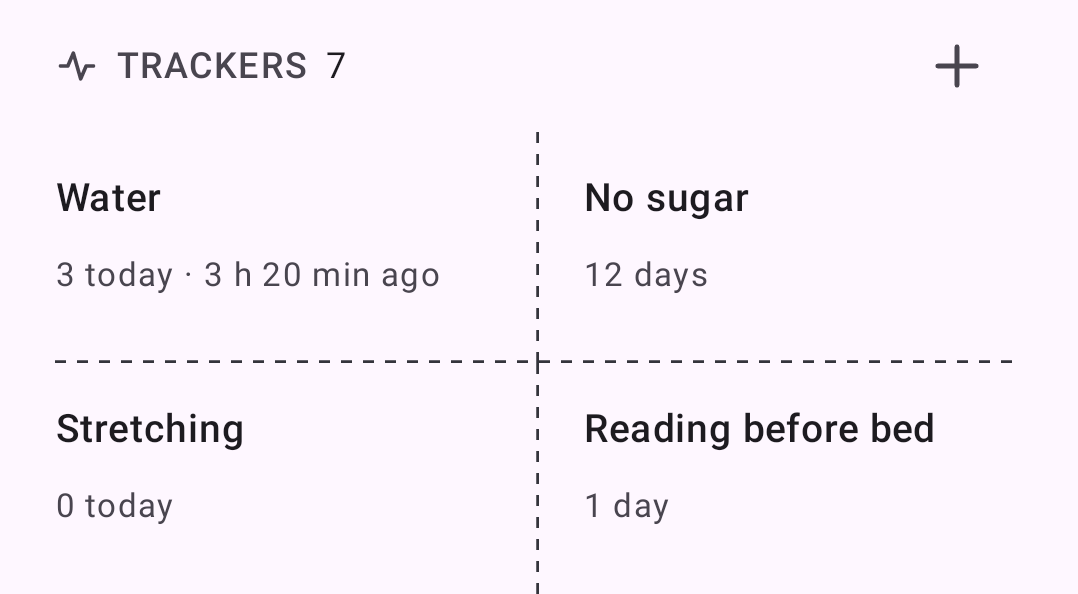 TRACKERS 7
Water
3 today · 3 h 20 min ago
No sugar
12 days
Stretching
0 today
Reading before bed
1 day